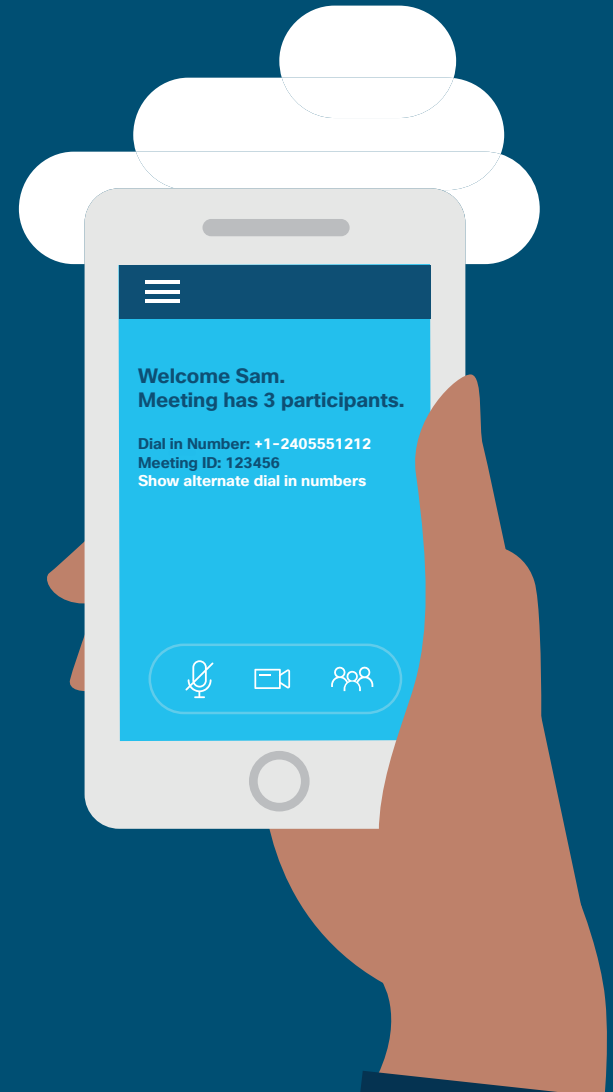 Welcome Sam.
Meeting has 3 participants.
Dial in Number: +1-2405551212
Meeting ID: 123456
Show alternate dial in numbers